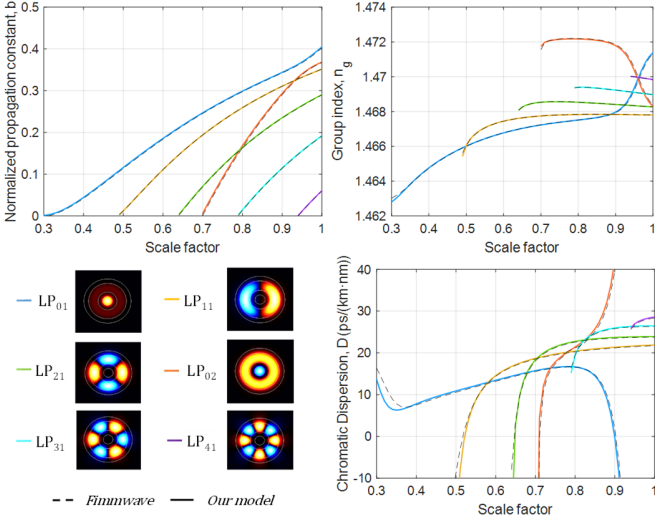 Normalized propagation constant, b
0.5
0.4
0.3
0.2
0.1
0
0.3 0.4 0.5 0.6 0.7 0.8 0.9 1
Scale factor
Group index, n_g
1.474
1.472
1.47
1.468
1.466
1.464
1.462
0.3 0.4 0.5 0.6 0.7 0.8 0.9 1
Scale factor
LP01
LP11
LP21
LP02
LP31
LP41
Fimmwave
Our model
Chromatic Dispersion, D(ps/(km·nm))
40
30
20
10
0
-10
0.3 0.4 0.5 0.6 0.7 0.8 0.9 1
Scale factor